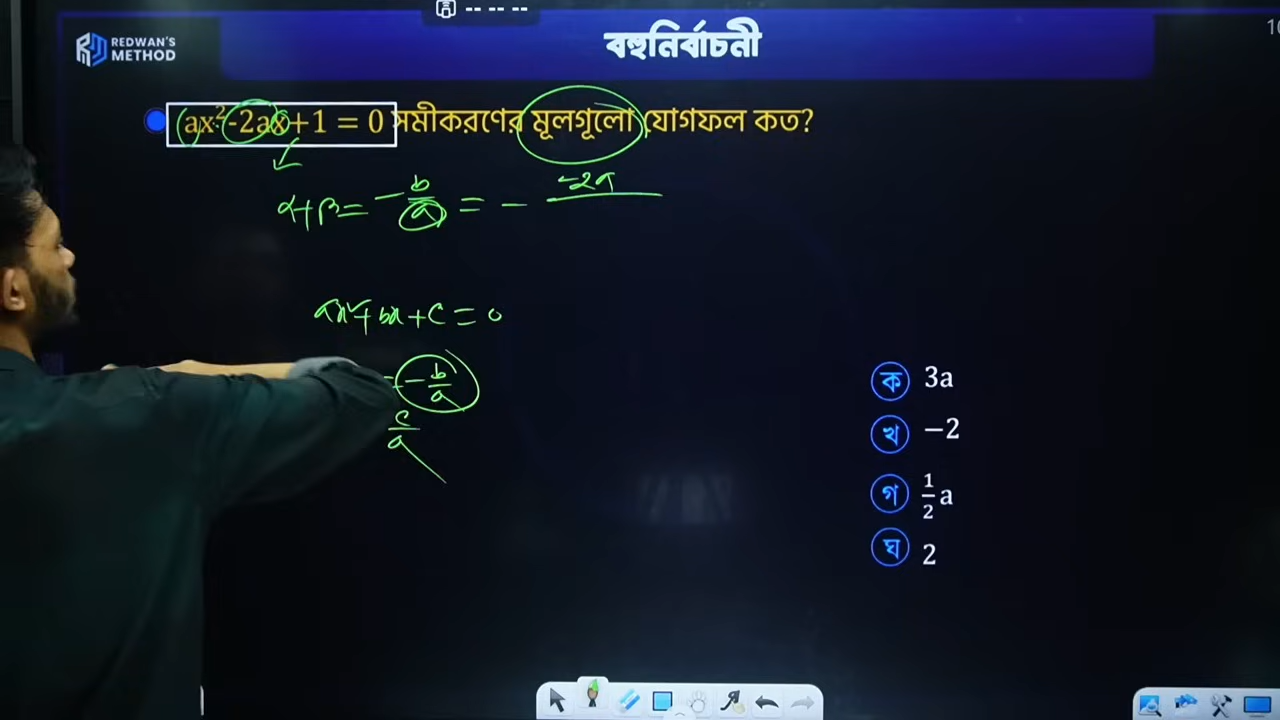 REDWAN'S
METHOD
বহুনির্বাচনী
ax²-2ax+1 = 0 সমীকরণের মূলগূলো যোগফল কত?
α+β = - b/a = - -2a
ax²+bx+c = 0
= - b/a
c/a
ক 3a
খ −2
গ 1/2 a
ঘ 2